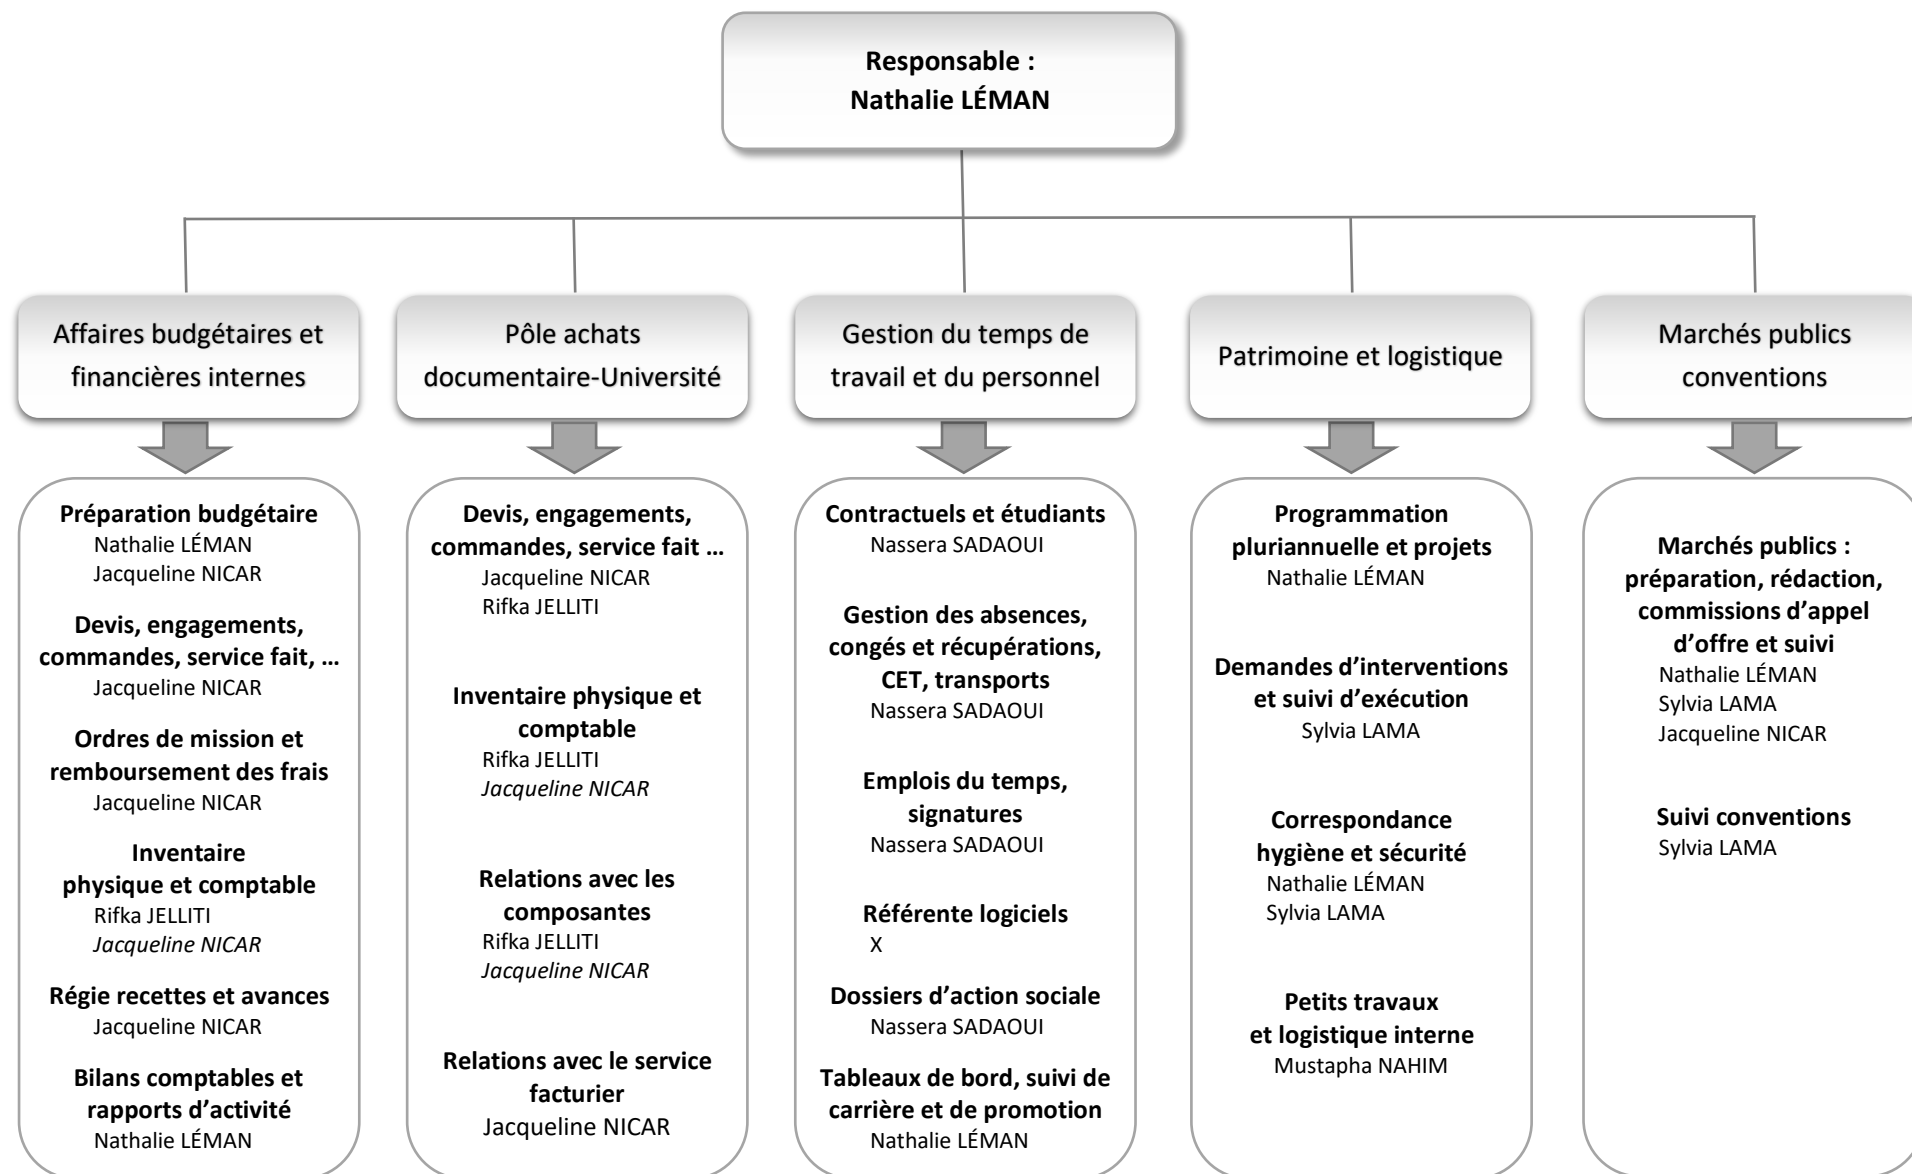 Responsable :
Nathalie LÉMAN
Affaires budgétaires et
financières internes
Pôle achats
documentaire-Université
Gestion du temps de
travail et du personnel
Patrimoine et logistique
Marchés publics
conventions
Préparation budgétaire
Nathalie LÉMAN
Jacqueline NICAR
Devis, engagements,
commandes, service fait, ...
Jacqueline NICAR
Ordres de mission et
remboursement des frais
Jacqueline NICAR
Inventaire
physique et comptable
Rifka JELLITI
Jacqueline NICAR
Régie recettes et avances
Jacqueline NICAR
Bilans comptables et
rapports d’activité
Nathalie LÉMAN
Devis, engagements,
commandes, service fait ...
Jacqueline NICAR
Rifka JELLITI
Inventaire physique et
comptable
Rifka JELLITI
Jacqueline NICAR
Relations avec les
composantes
Rifka JELLITI
Jacqueline NICAR
Relations avec le service
facturier
Jacqueline NICAR
Contractuels et étudiants
Nassera SADAOUI
Gestion des absences,
congés et récupérations,
CET, transports
Nassera SADAOUI
Emplois du temps,
signatures
Nassera SADAOUI
Référente logiciels
X
Dossiers d’action sociale
Nassera SADAOUI
Tableaux de bord, suivi de
carrière et de promotion
Nathalie LÉMAN
Programmation
pluriannuelle et projets
Nathalie LÉMAN
Demandes d’interventions
et suivi d’exécution
Sylvia LAMA
Correspondance
hygiène et sécurité
Nathalie LÉMAN
Sylvia LAMA
Petits travaux
et logistique interne
Mustapha NAHIM
Marchés publics :
préparation, rédaction,
commissions d’appel
d’offre et suivi
Nathalie LÉMAN
Sylvia LAMA
Jacqueline NICAR
Suivi conventions
Sylvia LAMA